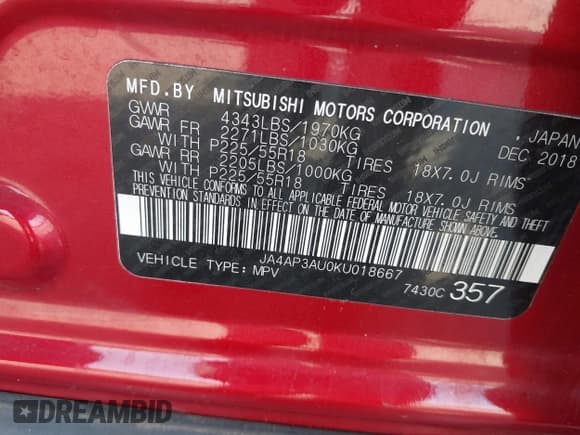 MFD.BY MITSUBISHI MOTORS CORPORATION , JAPAN
GVWR 4343LBS/1970KG DEC 2018
GAWR FR 2271LBS/1030KG
WITH P225/55R18 TIRES 18X7.0J RIMS
GAWR RR 2205LBS/1000KG
WITH P225/55R18 TIRES 18X7.0J RIMS
THIS VEHICLE CONFORMS TO ALL APPLICABLE FEDERAL MOTOR VEHICLE SAFETY AND THEFT
PREVENTION STANDARDS IN EFFECT ON THE DATE OF MANUFACTURE SHOWN ABOVE.
JA4AP3AU0KU018667
VEHICLE TYPE: MPV
7430C 357
DREAMBID